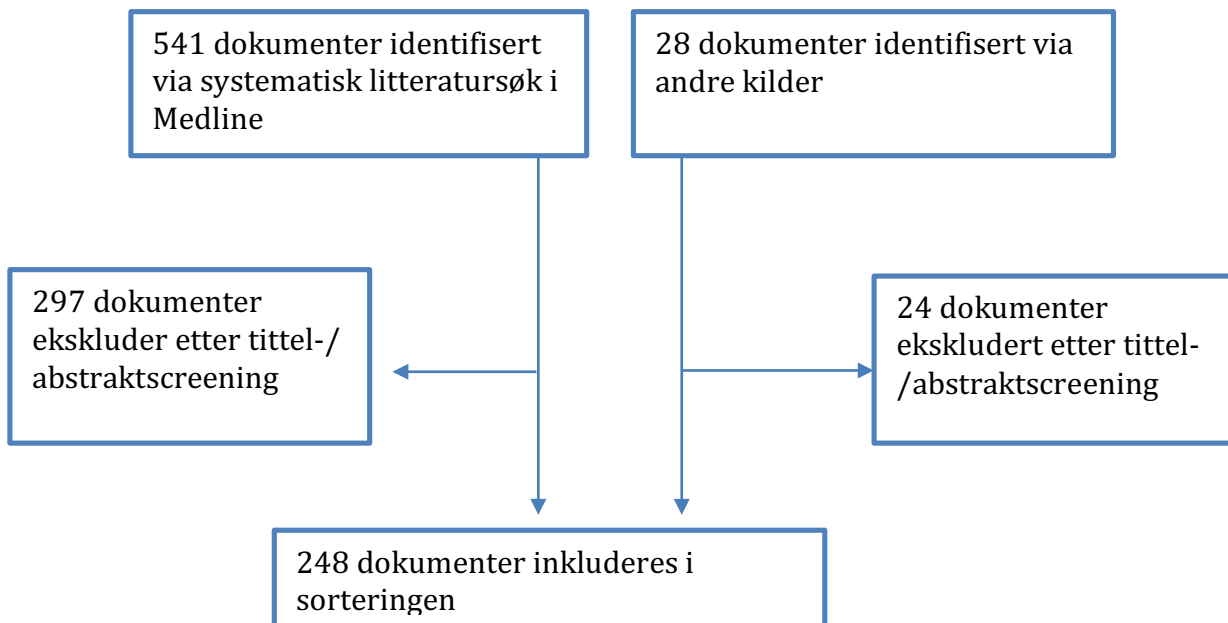 541 dokumenter identifisert
via systematisk litteratursøk i
Medline
28 dokumenter identifisert via
andre kilder
297 dokumenter
ekskluder etter tittel-/
abstraktscreening
24 dokumenter
ekskludert etter tittel-
/abstraktscreening
248 dokumenter inkluderes i
sorteringen